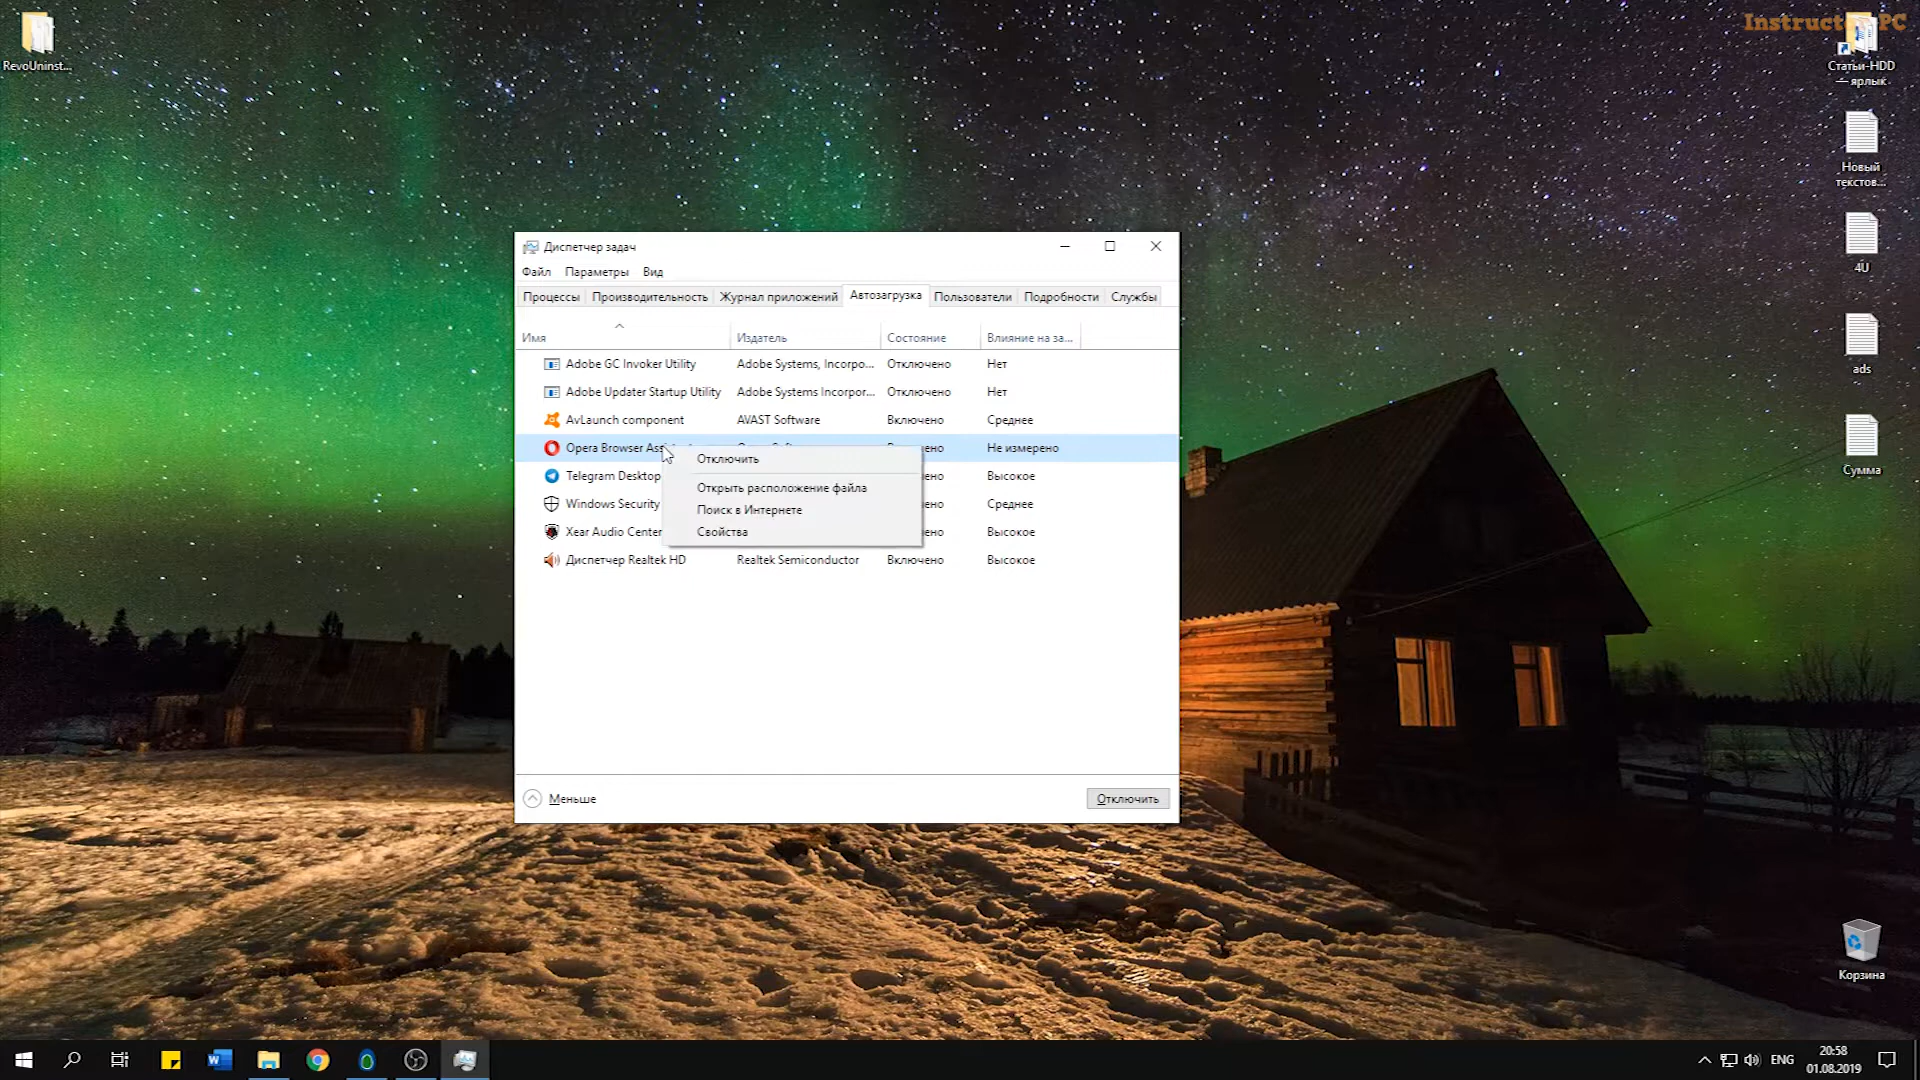 RevoUninst...
Instruct
PC
Статьи-HDD
— ярлык
Новый
текстов...
4U
ads
Сумма
Корзина
Диспетчер задач
Файл Параметры Вид
Процессы Производительность Журнал приложений Автозагрузка Пользователи Подробности Службы
Имя Издатель Состояние Влияние на за...
Adobe GC Invoker Utility Adobe Systems, Incorpo... Отключено Нет
Adobe Updater Startup Utility Adobe Systems Incorpor... Отключено Нет
AvLaunch component AVAST Software Включено Среднее
Opera Browser Не измерено
Отключить
Telegram Desktop Высокое
Открыть расположение файла
Windows Security Среднее
Поиск в Интернете
Xear Audio Center Высокое
Свойства
Диспетчер Realtek HD Realtek Semiconductor Включено Высокое
Меньше Отключить
ENG
20:58
01.08.2019